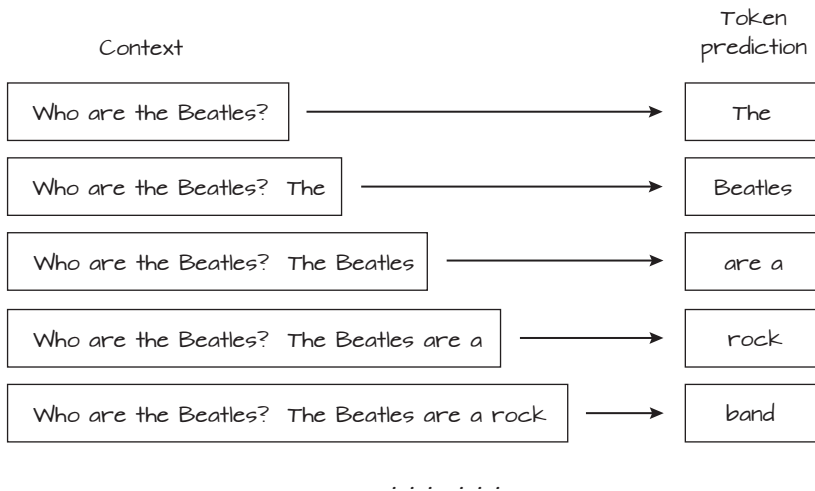 Token
Context prediction
Who are the Beatles? The
Who are the Beatles? The Beatles
Who are the Beatles? The Beatles are a
Who are the Beatles? The Beatles are a rock
Who are the Beatles? The Beatles are a rock band